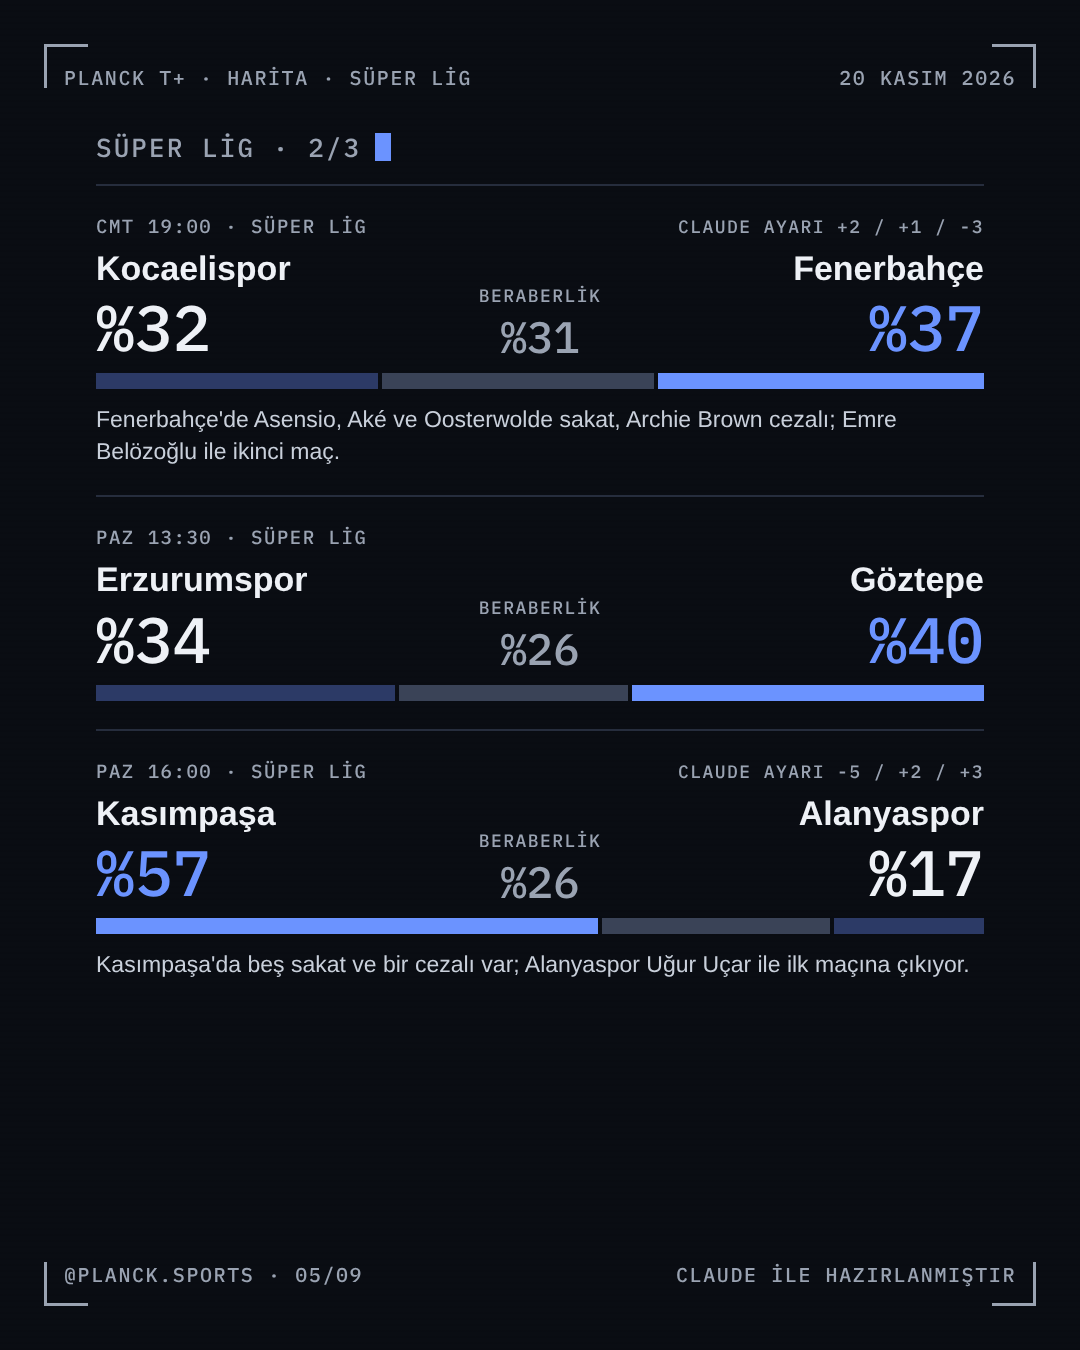 PLANCK T+ · HARİTA · SÜPER LİG
20 KASIM 2026
SÜPER LİG · 2/3
CMT 19:00 · SÜPER LİG
CLAUDE AYARI +2 / +1 / -3
Kocaelispor
Fenerbahçe
BERABERLİK
%32
%31
%37
Fenerbahçe'de Asensio, Aké ve Oosterwolde sakat, Archie Brown cezalı; Emre
Belözoğlu ile ikinci maç.
PAZ 13:30 · SÜPER LİG
Erzurumspor
Göztepe
BERABERLİK
%34
%26
%40
PAZ 16:00 · SÜPER LİG
CLAUDE AYARI -5 / +2 / +3
Kasımpaşa
Alanyaspor
BERABERLİK
%57
%26
%17
Kasımpaşa'da beş sakat ve bir cezalı var; Alanyaspor Uğur Uçar ile ilk maçına çıkıyor.
@PLANCK.SPORTS · 05/09
CLAUDE İLE HAZIRLANMIŞTIR